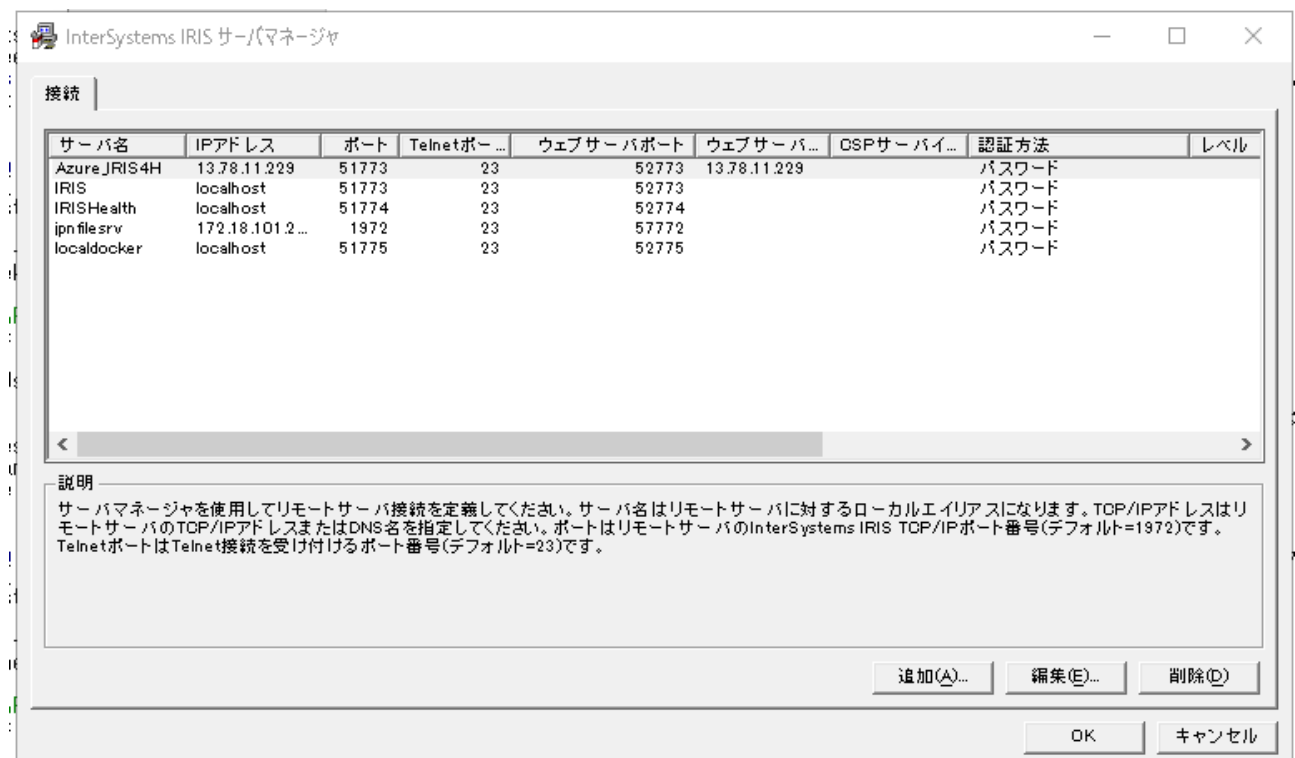 InterSystems IRIS サーバマネージャ
接続
サーバ名 IPアドレス ポート Telnetポー... ウェブサーバポート ウェブサーバ... CSPサーバイ... 認証方法 レベル
Azure_IRIS4H 13.78.11.229 51773 23 52773 13.78.11.229 パスワード
IRIS localhost 51773 23 52773 パスワード
IRISHealth localhost 51774 23 52774 パスワード
jpnfilesrv 172.18.101.2... 1972 23 57772 パスワード
localdocker localhost 51775 23 52775 パスワード
説明
サーバマネージャを使用してリモートサーバ接続を定義してください。サーバ名はリモートサーバに対するローカルエイリアスになります。TCP/IPアドレスはリ
モートサーバのTCP/IPアドレスまたはDNS名を指定してください。ポートはリモートサーバのInterSystems IRIS TCP/IPポート番号(デフォルト=1972)です。
TelnetポートはTelnet接続を受け付けるポート番号(デフォルト=23)です。
追加(A)... 編集(E)... 削除(D)
OK キャンセル